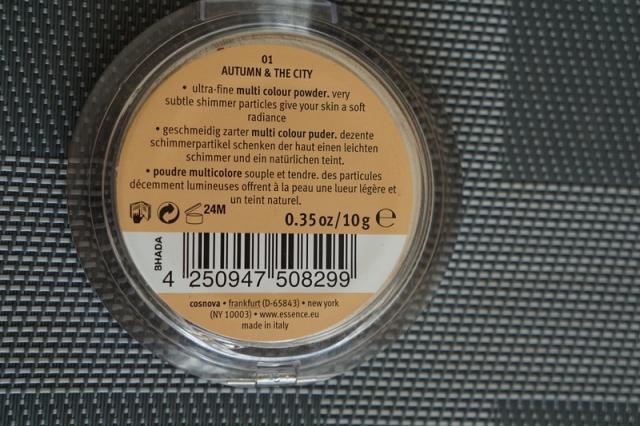 01
AUTUMN & THE CITY
• ultra-fine multi colour powder. very
subtle shimmer particles give your skin a soft
radiance
• geschmeidig zarter multi colour puder. dezente
schimmerpartikel schenken der haut einen leichten
schimmer und ein natürlichen teint.
• poudre multicolore souple et tendre. des particules
décemment lumineuses offrent à la peau une lueur légère et
un teint naturel.
24M
0.35 oz/10 g ℮
BHADA
4 250947 508299
cosnova • frankfurt (D-65843) • new york
(NY 10003) • www.essence.eu
made in italy